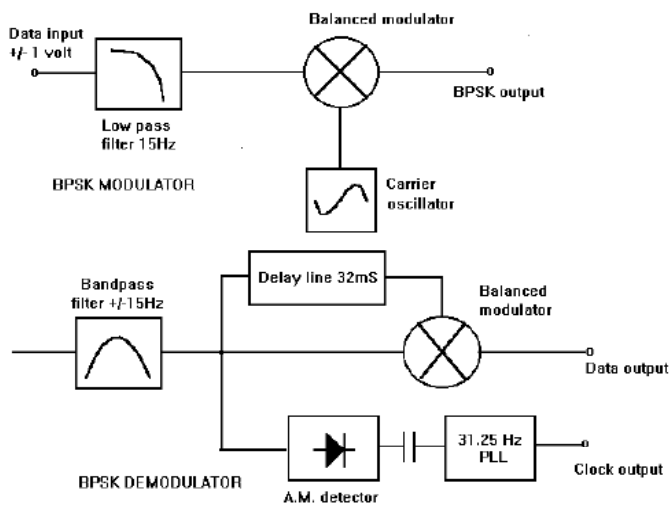 Balanced modulator
Data input
+/- 1 volt
BPSK output
Low pass
filter 15Hz
BPSK MODULATOR
Carrier
oscillator
Delay line 32mS
Bandpass
filter +/-15Hz
Balanced
modulator
Data output
31.25 Hz
PLL
Clock output
BPSK DEMODULATOR
A.M. detector